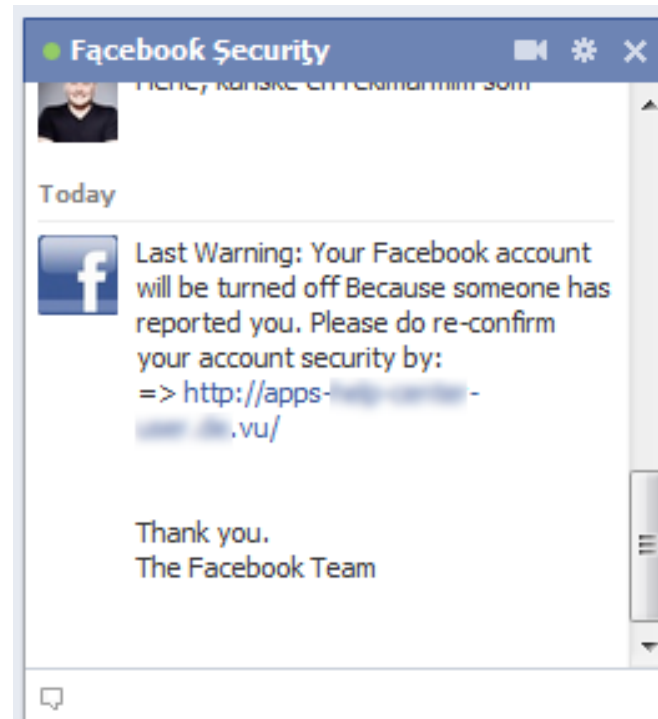 Fącebooƙ Şecuriţy
Today
Last Warning: Your Facebook account
will be turned off Because someone has
reported you. Please do re-confirm
your account security by:
=> http://apps- -
.vu/
Thank you.
The Facebook Team